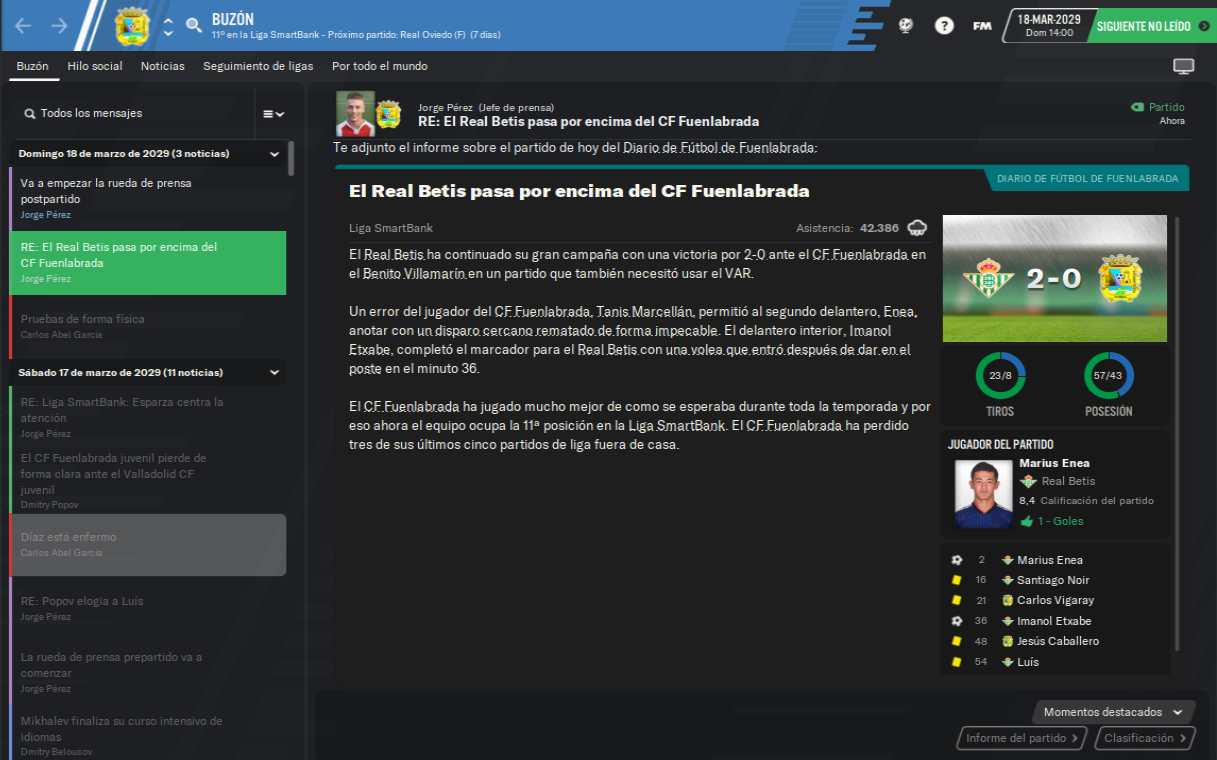 BUZÓN
11º en la Liga SmartBank - Próximo partido: Real Oviedo (F) (7 días)
?
FM
18-MAR-2029
Dom 14:00
SIGUIENTE NO LEÍDO
Buzón
Hilo social
Noticias
Seguimiento de ligas
Por todo el mundo
Todos los mensajes
Domingo 18 de marzo de 2029 (3 noticias)
Va a empezar la rueda de prensa
postpartido
Jorge Pérez
RE: El Real Betis pasa por encima del
CF Fuenlabrada
Jorge Pérez
Pruebas de forma física
Carlos Abel García
Sábado 17 de marzo de 2029 (11 noticias)
RE: Liga SmartBank: Esparza centra la
atención
Jorge Pérez
El CF Fuenlabrada juvenil pierde de
forma clara ante el Valladolid CF
juvenil
Dmitry Popov
Díaz está enfermo
Carlos Abel García
RE: Popov elogia a Luís
Jorge Pérez
La rueda de prensa prepartido va a
comenzar
Jorge Pérez
Mikhalev finaliza su curso intensivo de
idiomas
Dmitry Belousov
Jorge Pérez (Jefe de prensa)
RE: El Real Betis pasa por encima del CF Fuenlabrada
Partido
Ahora
Te adjunto el informe sobre el partido de hoy del Diario de Fútbol de Fuenlabrada:
DIARIO DE FÚTBOL DE FUENLABRADA
El Real Betis pasa por encima del CF Fuenlabrada
Liga SmartBank
Asistencia: 42.386
El Real Betis ha continuado su gran campaña con una victoria por 2-0 ante el CF Fuenlabrada en
el Benito Villamarín en un partido que también necesitó usar el VAR.
Un error del jugador del CF Fuenlabrada, Tanis Marcellán, permitió al segundo delantero, Enea,
anotar con un disparo cercano rematado de forma impecable. El delantero interior, Imanol
Etxabe, completó el marcador para el Real Betis con una volea que entró después de dar en el
poste en el minuto 36.
El CF Fuenlabrada ha jugado mucho mejor de como se esperaba durante toda la temporada y por
eso ahora el equipo ocupa la 11ª posición en la Liga SmartBank. El CF Fuenlabrada ha perdido
tres de sus últimos cinco partidos de liga fuera de casa.
2-0
23/8
57/43
TIROS
POSESIÓN
JUGADOR DEL PARTIDO
Marius Enea
Real Betis
8,4 Calificación del partido
1 - Goles
2 Marius Enea
16 Santiago Noir
21 Carlos Vigaray
36 Imanol Etxabe
48 Jesús Caballero
54 Luís
Momentos destacados
Informe del partido
Clasificación